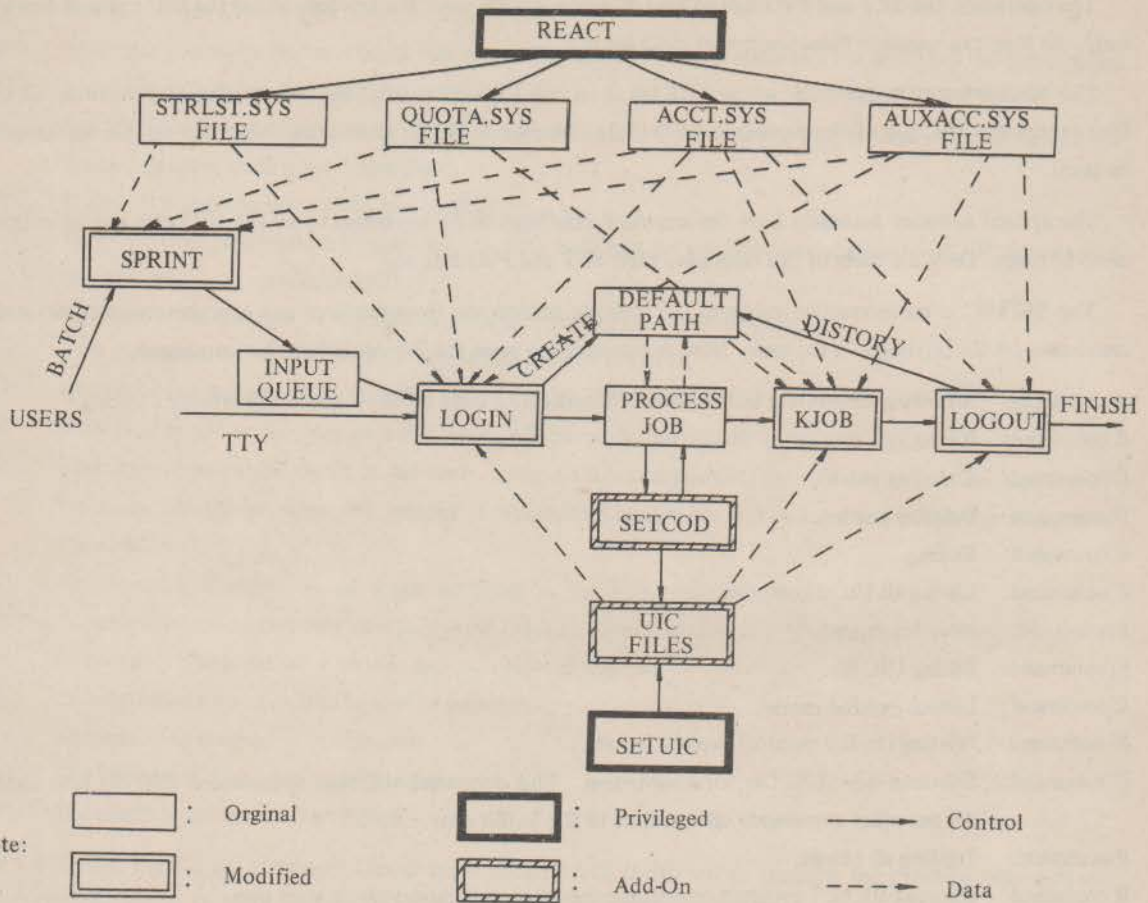 REACT
STRLST.SYS
FILE
QUOTA.SYS
FILE
ACCT.SYS
FILE
AUXACC.SYS
FILE
SPRINT
BATCH
INPUT
QUEUE
DEFAULT
PATH
CREATE
DISTORY
USERS
TTY
LOGIN
PROCESS
JOB
KJOB
LOGOUT
FINISH
SETCOD
UIC
FILES
SETUIC
te:
: Orginal
: Privileged
Control
: Modified
: Add-On
Data